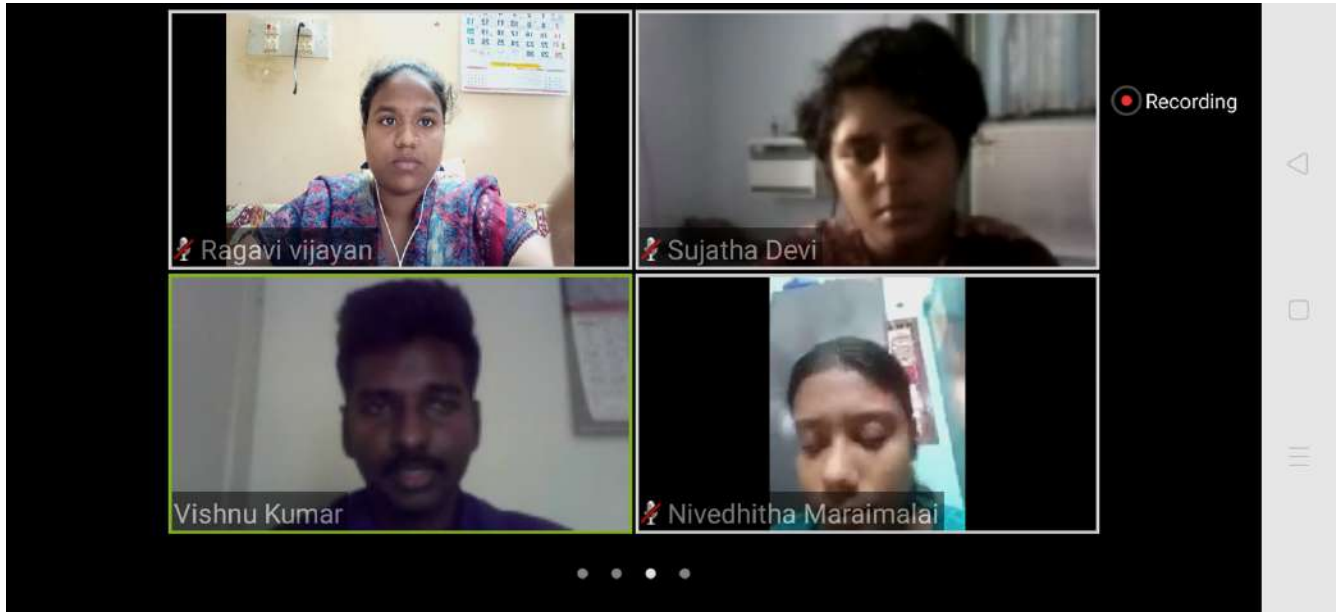 Recording
Ragavi vijayan
Sujatha Devi
Vishnu Kumar
Nivedhitha Maraimalai